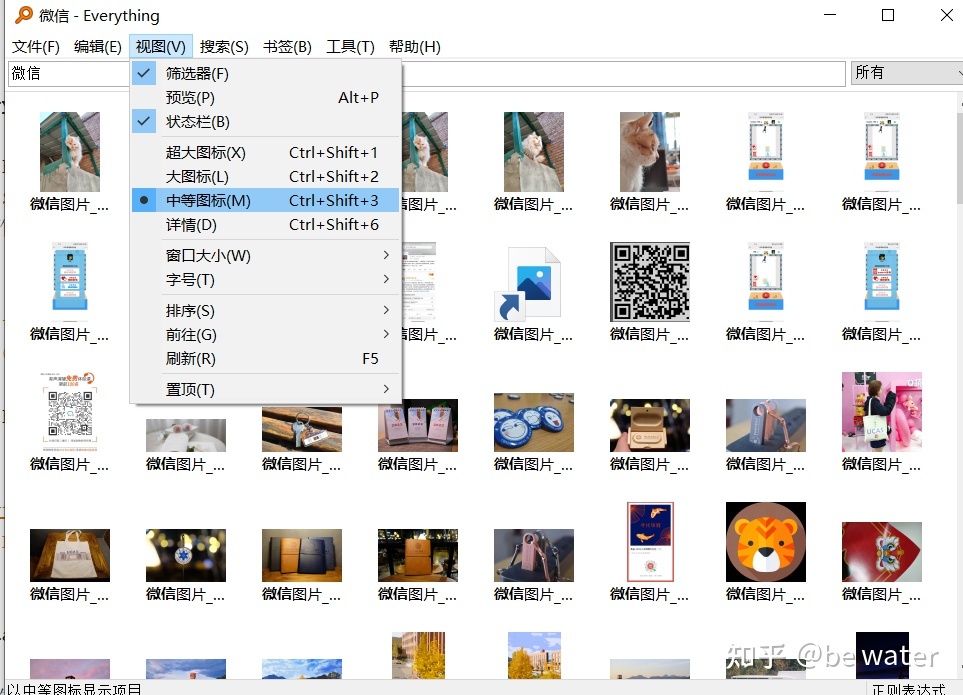 微信 - Everything
文件(F) 编辑(E) 视图(V) 搜索(S) 书签(B) 工具(T) 帮助(H)
微信
所有
筛选器(F)
预览(P) Alt+P
状态栏(B)
超大图标(X) Ctrl+Shift+1
大图标(L) Ctrl+Shift+2
中等图标(M) Ctrl+Shift+3
详情(D) Ctrl+Shift+6
窗口大小(W)
字号(T)
排序(S)
前往(G)
刷新(R) F5
置顶(T)
微信图片_... 信图片_... 微信图片_... 微信图片_... 微信图片_... 微信图片_...
微信图片_... 信图片_... 微信图片_... 微信图片_... 微信图片_... 微信图片_...
微信图片_... 微信图片_... 微信图片_... 微信图片_... 微信图片_... 微信图片_... 微信图片_... 微信图片_...
微信图片_... 微信图片_... 微信图片_... 微信图片_... 微信图片_... 微信图片_... 微信图片_... 微信图片_...
知乎 @bewater
以中等图标显示项目
正则表达式